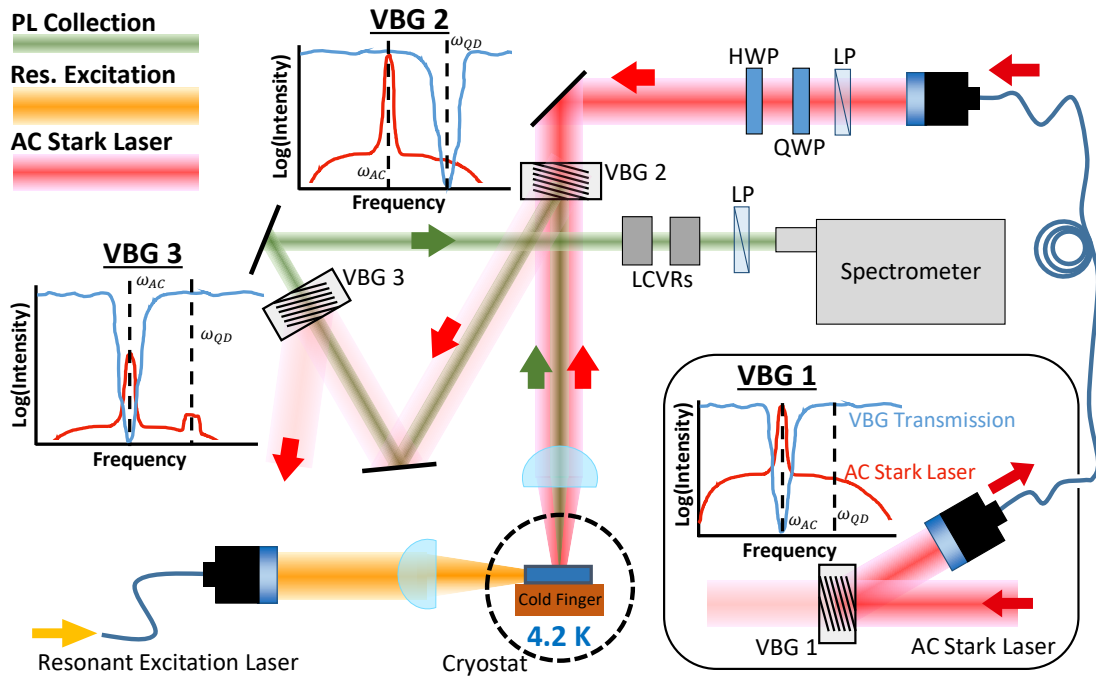 PL Collection
Res. Excitation
AC Stark Laser
VBG 2
ω_QD
Log(Intensity)
ω_AC
Frequency
HWP
QWP
LP
VBG 2
LP
LCVRs
Spectrometer
VBG 3
VBG 3
ω_AC
ω_QD
Log(Intensity)
Frequency
VBG 1
VBG Transmission
AC Stark Laser
Log(Intensity)
ω_AC
ω_QD
Frequency
VBG 1
AC Stark Laser
Cold Finger
4.2 K
Cryostat
Resonant Excitation Laser